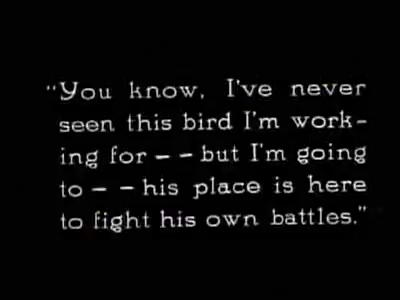 "You know, I've never
seen this bird I'm work-
ing for - - but I'm going
to - - his place is here
to fight his own battles."